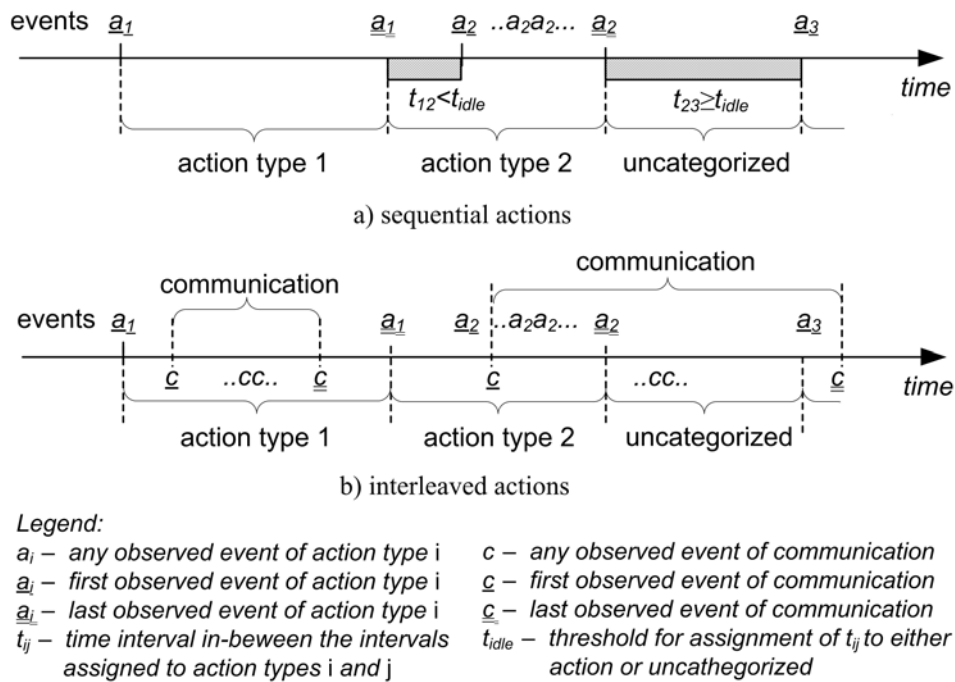 events a1 a1 a2 ..a2a2... a2 a3
time
t12<tidle t23≥tidle
action type 1 action type 2 uncategorized
a) sequential actions
communication
communication
events a1 a1 a2 ..a2a2... a2 a3
c ..cc.. c c ..cc.. c time
action type 1 action type 2 uncategorized
b) interleaved actions
Legend:
ai – any observed event of action type i
ai – first observed event of action type i
ai – last observed event of action type i
tij – time interval in-beween the intervals
assigned to action types i and j
c – any observed event of communication
c – first observed event of communication
c – last observed event of communication
tidle – threshold for assignment of tij to either
action or uncathegorized